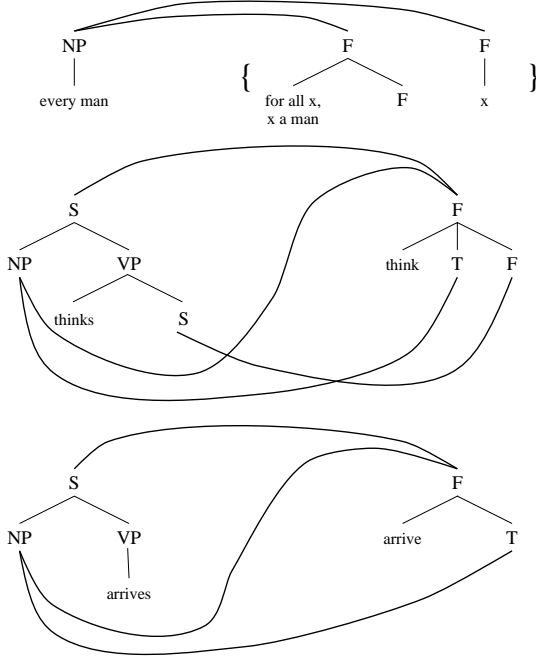 NP F F
{ }
every man for all x, F x
x a man
S F
NP VP think T F
thinks S
S F
NP VP arrive T
arrives